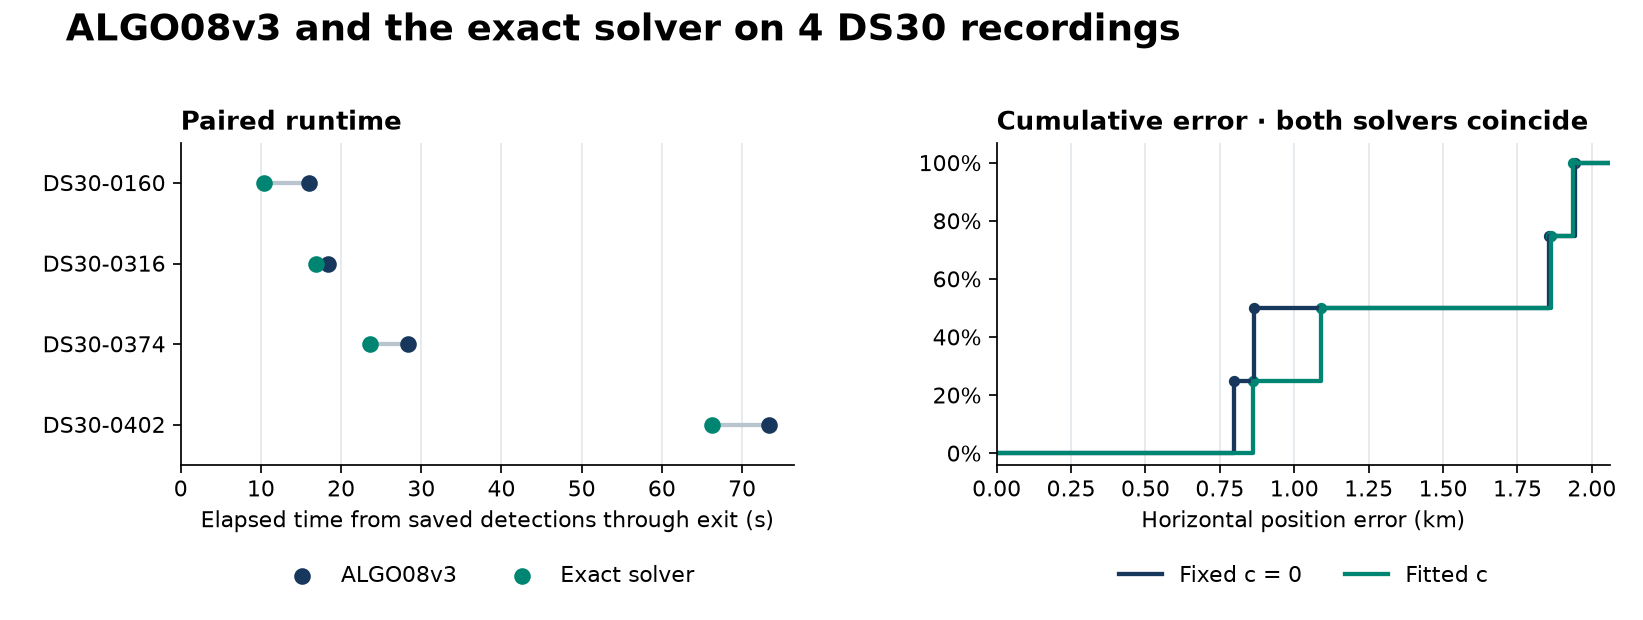 ALGO08v3 and the exact solver on 4 DS30 recordings
Paired runtime
DS30-0160
DS30-0316
DS30-0374
DS30-0402
0 10 20 30 40 50 60 70
Elapsed time from saved detections through exit (s)
ALGO08v3 Exact solver
Cumulative error · both solvers coincide
100%
80%
60%
40%
20%
0%
0.00 0.25 0.50 0.75 1.00 1.25 1.50 1.75 2.00
Horizontal position error (km)
Fixed c = 0 Fitted c